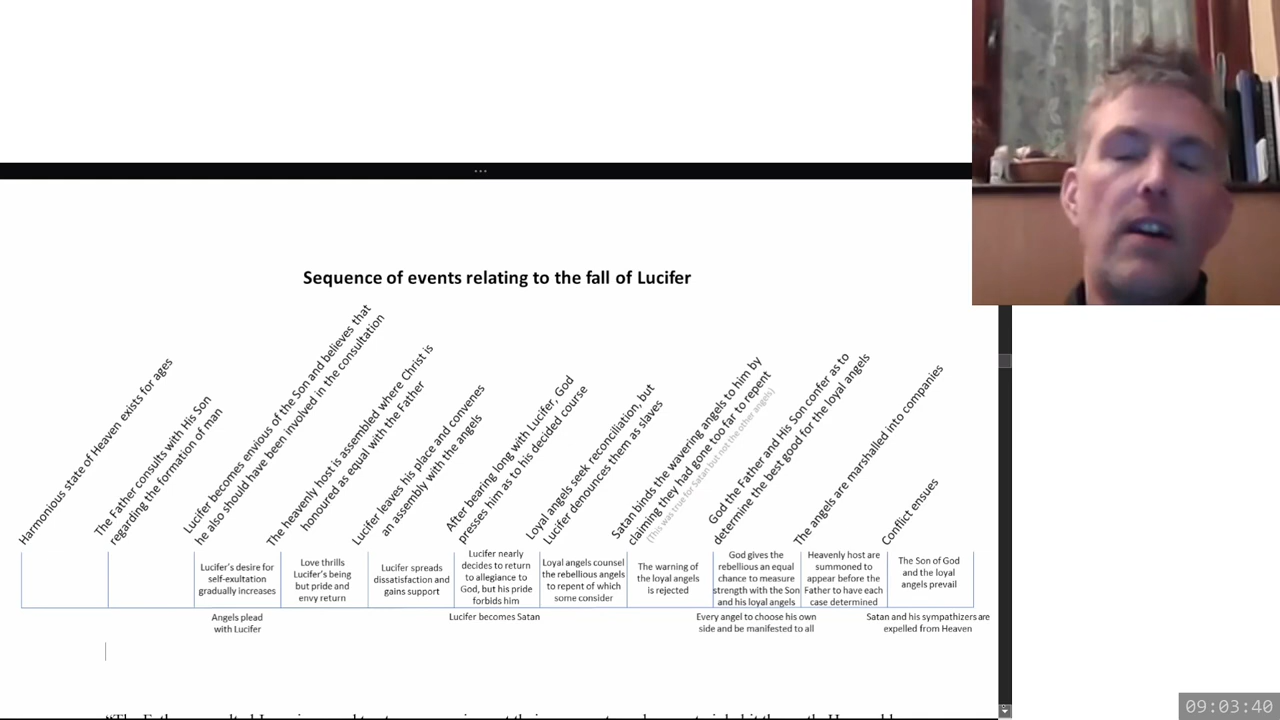 Sequence of events relating to the fall of Lucifer
Harmonious state of Heaven exists for ages
The Father consults with His Son
regarding the formation of man
Lucifer becomes envious of the Son and believes that
he also should have been involved in the consultation
The heavenly host is assembled where Christ is
honoured as equal with the Father
Lucifer leaves his place and convenes
an assembly with the angels
After bearing long with Lucifer, God
presses him as to his decided course
Loyal angels seek reconciliation, but
Lucifer denounces them as slaves
Satan binds the wavering angels to him by
claiming they had gone too far to repent
(This was true for Satan but not the other angels)
God the Father and His Son confer as to
determine the best good for the loyal angels
The angels are marshalled into companies
Conflict ensues
Lucifer's desire for
self-exultation
gradually increases
Love thrills
Lucifer's being
but pride and
envy return
Lucifer spreads
dissatisfaction and
gains support
Lucifer nearly
decides to return
to allegiance to
God, but his pride
forbids him
Loyal angels counsel
the rebellious angels
to repent of which
some consider
The warning of
the loyal angels
is rejected
God gives the
rebellious an equal
chance to measure
strength with the Son
and his loyal angels
Heavenly host are
summoned to
appear before the
Father to have each
case determined
The Son of God
and the loyal
angels prevail
Angels plead
with Lucifer
Lucifer becomes Satan
Every angel to choose his own
side and be manifested to all
Satan and his sympathizers are
expelled from Heaven
09:03:40